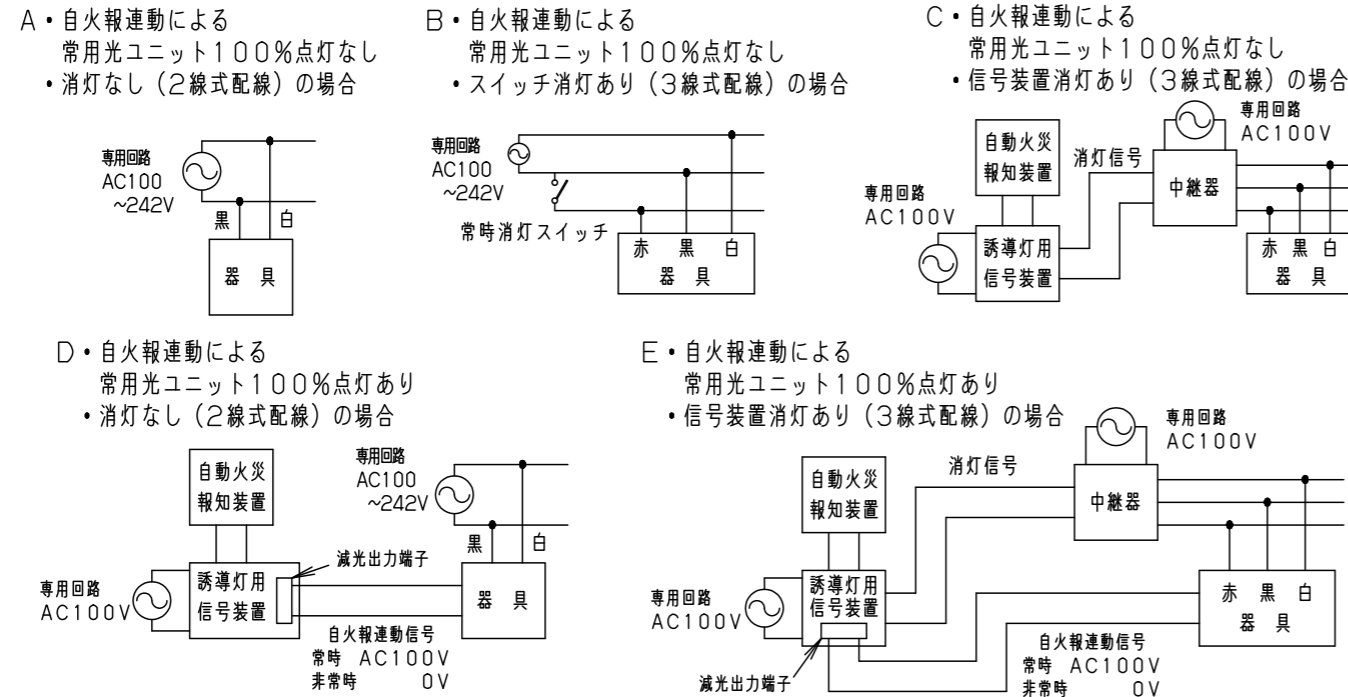 A・自火報連動による
常用光ユニット１００％点灯なし
・消灯なし（２線式配線）の場合
専用回路
AC100
~242V
黒
白
器具
B・自火報連動による
常用光ユニット１００％点灯なし
・スイッチ消灯あり（３線式配線）の場合
専用回路
AC100
~242V
常時消灯スイッチ
赤 黒 白
器具
C・自火報連動による
常用光ユニット１００％点灯なし
・信号装置消灯あり（３線式配線）の場合
専用回路
AC100V
自動火災
報知装置
消灯信号
中継器
専用回路
AC100V
誘導灯用
信号装置
赤 黒 白
器具
D・自火報連動による
常用光ユニット１００％点灯あり
・消灯なし（２線式配線）の場合
自動火災
報知装置
専用回路
AC100
~242V
黒
白
減光出力端子
専用回路
AC100V
誘導灯用
信号装置
器具
自火報連動信号
常時 AC100V
非常時 0V
E・自火報連動による
常用光ユニット１００％点灯あり
・信号装置消灯あり（３線式配線）の場合
専用回路
AC100V
自動火災
報知装置
消灯信号
中継器
専用回路
AC100V
誘導灯用
信号装置
赤 黒 白
器具
減光出力端子
自火報連動信号
常時 AC100V
非常時 0V